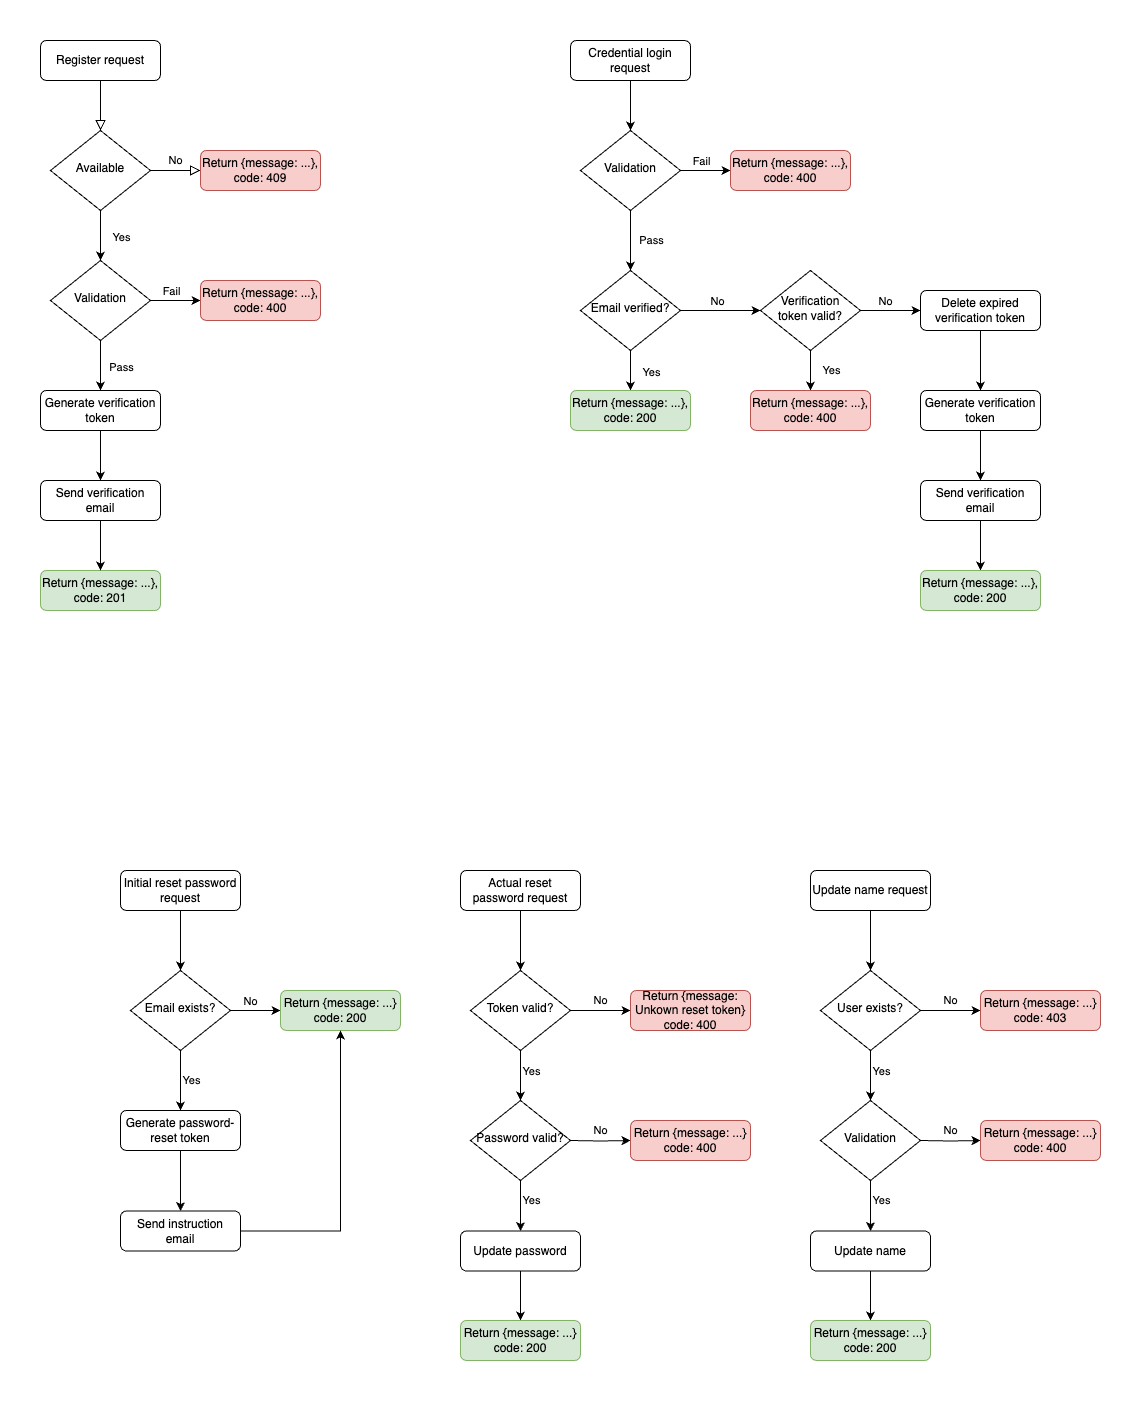 Register request
Available
No
Return {message: ...},
code: 409
Yes
Validation
Fail
Return {message: ...},
code: 400
Pass
Generate verification
token
Send verification
email
Return {message: ...},
code: 201
Credential login
request
Validation
Fail
Return {message: ...},
code: 400
Pass
Email verified?
No
Verification
token valid?
No
Delete expired
verification token
Yes
Return {message: ...},
code: 200
Yes
Return {message: ...},
code: 400
Generate verification
token
Send verification
email
Return {message: ...},
code: 200
Initial reset password
request
Email exists?
No
Return {message: ...}
code: 200
Yes
Generate password-
reset token
Send instruction
email
Actual reset
password request
Token valid?
No
Return {message:
Unkown reset token}
code: 400
Yes
Password valid?
No
Return {message: ...}
code: 400
Yes
Update password
Return {message: ...}
code: 200
Update name request
User exists?
No
Return {message: ...}
code: 403
Yes
Validation
No
Return {message: ...}
code: 400
Yes
Update name
Return {message: ...}
code: 200